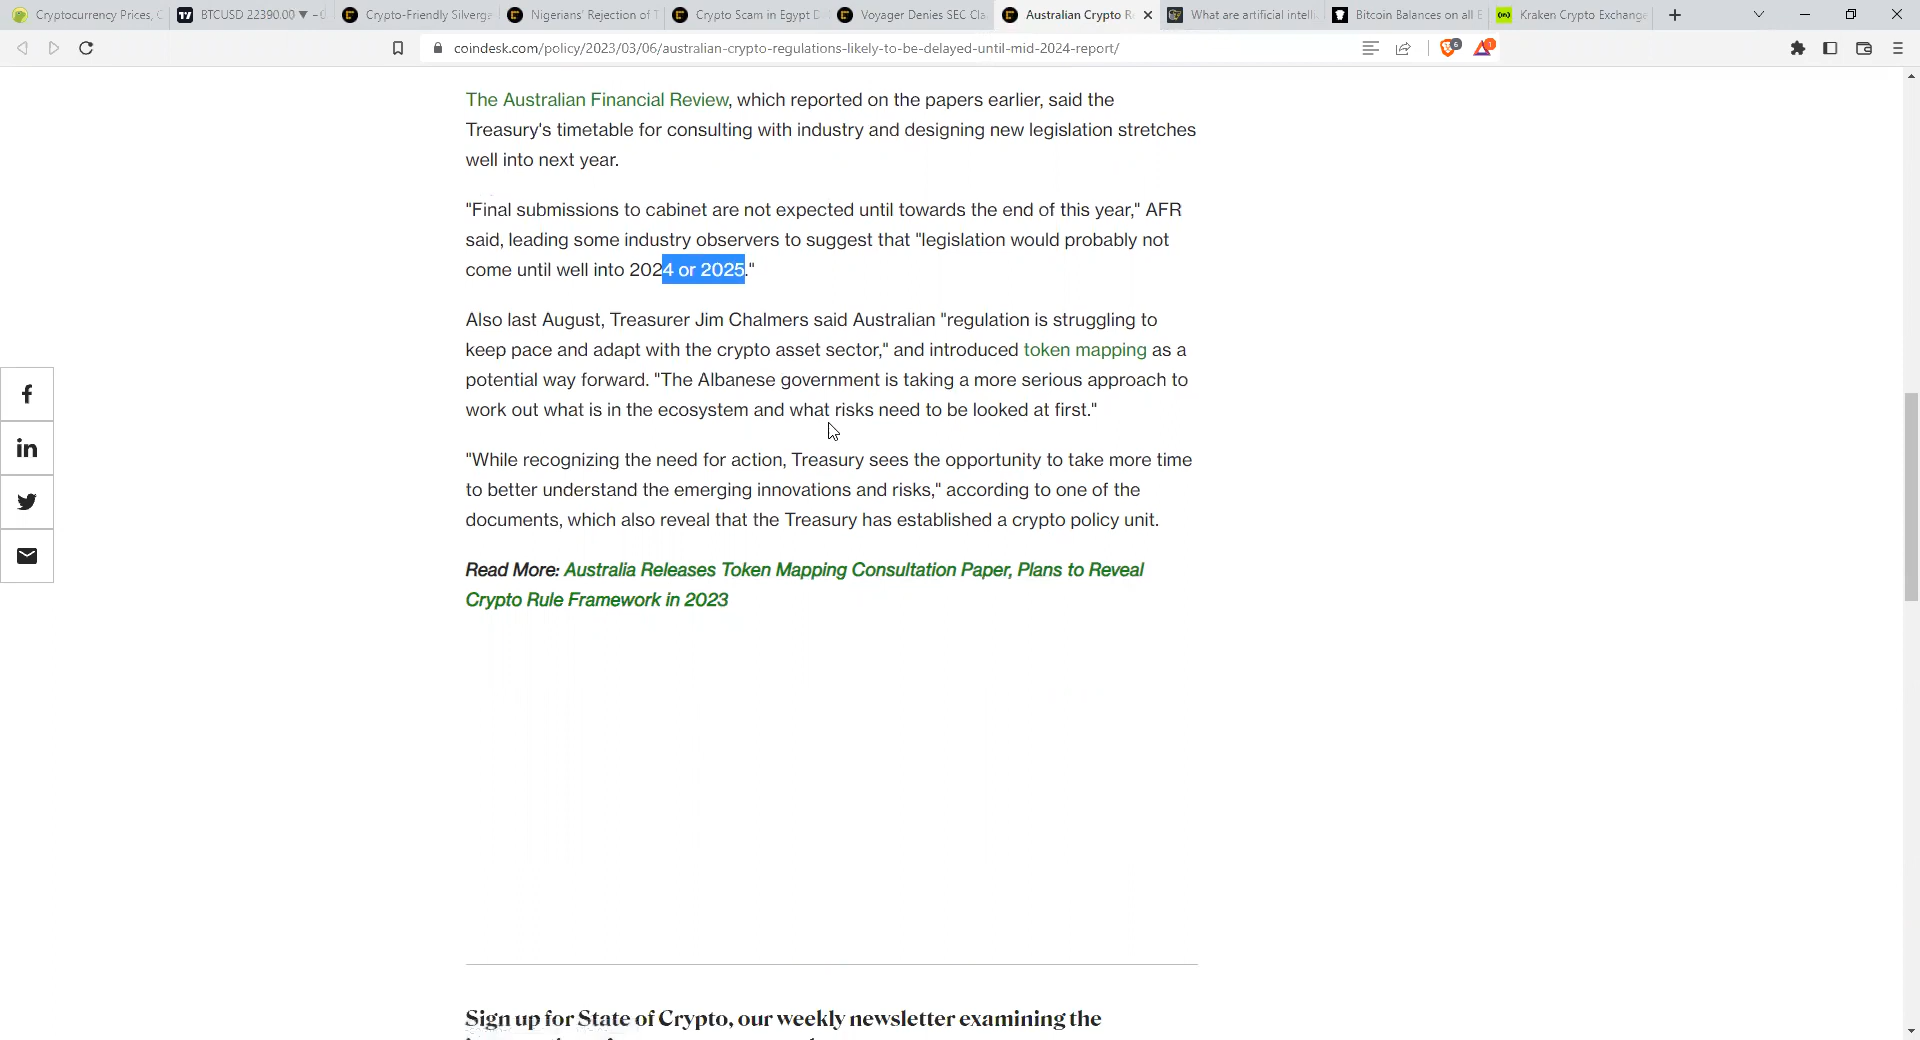 Cryptocurrency Prices, C
BTCUSD 22390.00 ▼ −0
Crypto-Friendly Silverga
Nigerians' Rejection of T
Crypto Scam in Egypt D
Voyager Denies SEC Cla
Australian Crypto R
What are artificial intelli
Bitcoin Balances on all E
Kraken Crypto Exchange
coindesk.com/policy/2023/03/06/australian-crypto-regulations-likely-to-be-delayed-until-mid-2024-report/
6
1
The Australian Financial Review, which reported on the papers earlier, said the
Treasury's timetable for consulting with industry and designing new legislation stretches
well into next year.
"Final submissions to cabinet are not expected until towards the end of this year," AFR
said, leading some industry observers to suggest that "legislation would probably not
come until well into 2024 or 2025."
Also last August, Treasurer Jim Chalmers said Australian "regulation is struggling to
keep pace and adapt with the crypto asset sector," and introduced token mapping as a
potential way forward. "The Albanese government is taking a more serious approach to
work out what is in the ecosystem and what risks need to be looked at first."
"While recognizing the need for action, Treasury sees the opportunity to take more time
to better understand the emerging innovations and risks," according to one of the
documents, which also reveal that the Treasury has established a crypto policy unit.
Read More: Australia Releases Token Mapping Consultation Paper, Plans to Reveal
Crypto Rule Framework in 2023
Sign up for State of Crypto, our weekly newsletter examining the